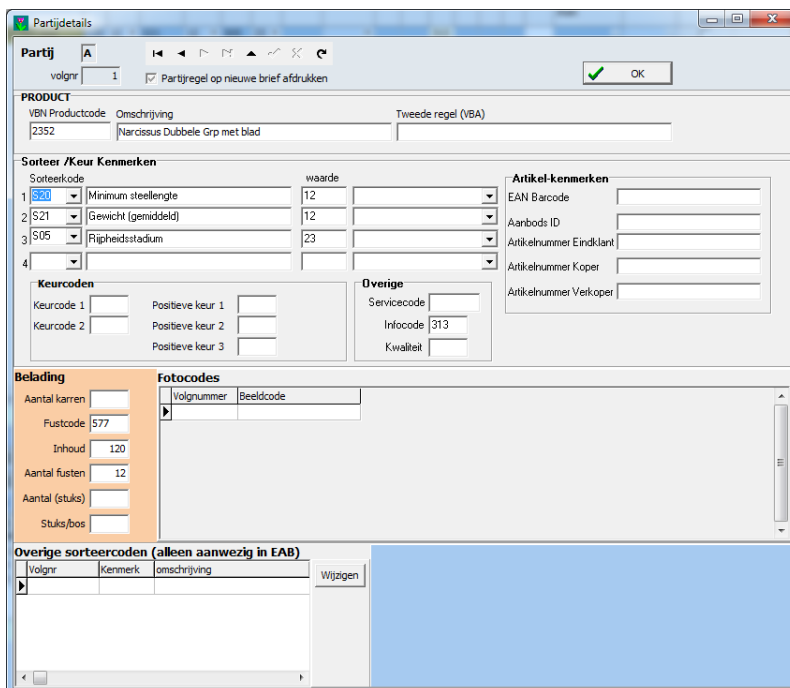 Partijdetails
Partij A
volgnr 1
Partijregel op nieuwe brief afdrukken
OK
PRODUCT
VBN Productcode Omschrijving Tweede regel (VBA)
2352 Narcissus Dubbele Grp met blad
Sorteer /Keur Kenmerken
Sorteerkode waarde
1 S20 Minimum steellengte 12
2 S21 Gewicht (gemiddeld) 12
3 S05 Rijpheidsstadium 23
4
Artikel-kenmerken
EAN Barcode
Aanbods ID
Artikelnummer Eindklant
Artikelnummer Koper
Artikelnummer Verkoper
Keurcoden
Keurcode 1 Positieve keur 1
Keurcode 2 Positieve keur 2
Positieve keur 3
Overige
Servicecode
Infocode 313
Kwaliteit
Belading
Aantal karren
Fustcode 577
Inhoud 120
Aantal fusten 12
Aantal (stuks)
Stuks/bos
Fotocodes
Volgnummer Beeldcode
Overige sorteercoden (alleen aanwezig in EAB)
Volgnr Kenmerk omschrijving
Wijzigen